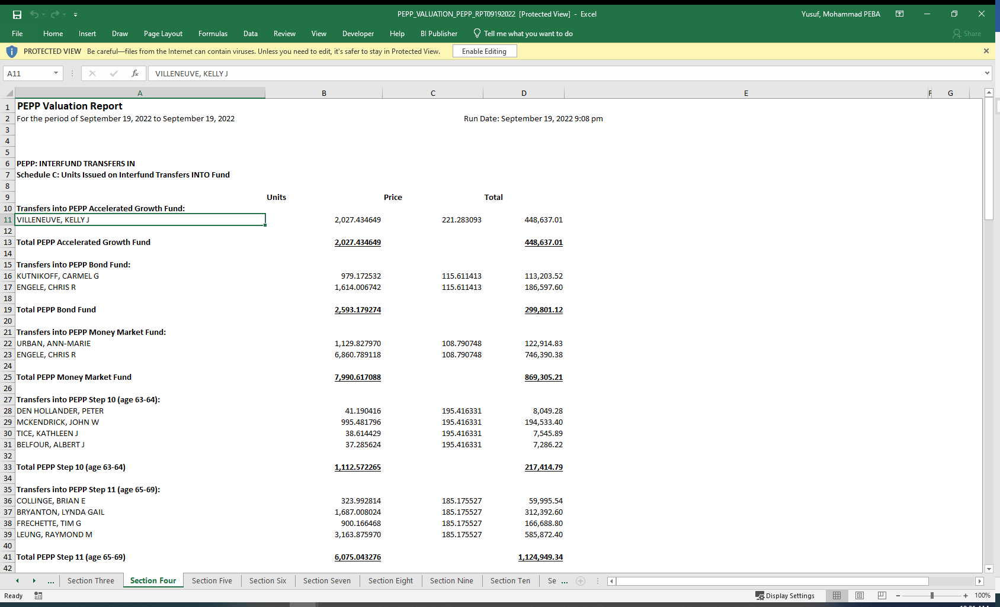 PEPP_VALUATION_PEPP_RPT09192022 [Protected View] - Excel Yusuf, Mohammad PEBA
File Home Insert Draw Page Layout Formulas Data Review View Developer Help BI Publisher Tell me what you want to do Share
PROTECTED VIEW Be careful—files from the Internet can contain viruses. Unless you need to edit, it's safer to stay in Protected View. Enable Editing
A11 fx VILLENEUVE, KELLY J
A B C D E F G
1 PEPP Valuation Report
2 For the period of September 19, 2022 to September 19, 2022 Run Date: September 19, 2022 9:08 pm
3
4
5
6 PEPP: INTERFUND TRANSFERS IN
7 Schedule C: Units Issued on Interfund Transfers INTO Fund
8
9 Units Price Total
10 Transfers into PEPP Accelerated Growth Fund:
11 VILLENEUVE, KELLY J 2,027.434649 221.283093 448,637.01
12
13 Total PEPP Accelerated Growth Fund 2,027.434649 448,637.01
14
15 Transfers into PEPP Bond Fund:
16 KUTNIKOFF, CARMEL G 979.172532 115.611413 113,203.52
17 ENGELE, CHRIS R 1,614.006742 115.611413 186,597.60
18
19 Total PEPP Bond Fund 2,593.179274 299,801.12
20
21 Transfers into PEPP Money Market Fund:
22 URBAN, ANN-MARIE 1,129.827970 108.790748 122,914.83
23 ENGELE, CHRIS R 6,860.789118 108.790748 746,390.38
24
25 Total PEPP Money Market Fund 7,990.617088 869,305.21
26
27 Transfers into PEPP Step 10 (age 63-64):
28 DEN HOLLANDER, PETER 41.190416 195.416331 8,049.28
29 MCKENDRICK, JOHN W 995.481796 195.416331 194,533.40
30 TICE, KATHLEEN J 38.614429 195.416331 7,545.89
31 BELFOUR, ALBERT J 37.285624 195.416331 7,286.22
32
33 Total PEPP Step 10 (age 63-64) 1,112.572265 217,414.79
34
35 Transfers into PEPP Step 11 (age 65-69):
36 COLLINGE, BRIAN E 323.992814 185.175527 59,995.54
37 BRYANTON, LYNDA GAIL 1,687.008024 185.175527 312,392.60
38 FRECHETTE, TIM G 900.166468 185.175527 166,688.80
39 LEUNG, RAYMOND M 3,163.875970 185.175527 585,872.40
40
41 Total PEPP Step 11 (age 65-69) 6,075.043276 1,124,949.34
42
... Section Three Section Four Section Five Section Six Section Seven Section Eight Section Nine Section Ten Se ...
Ready Display Settings 100%